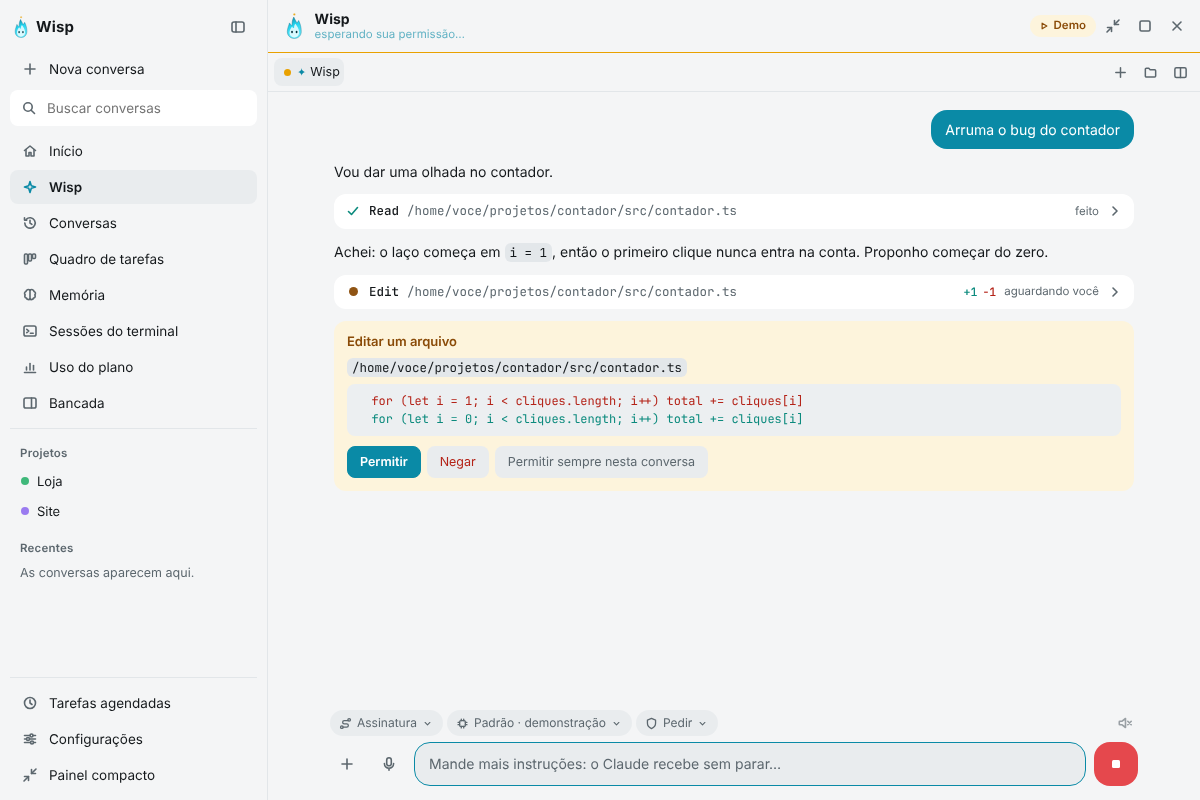 Wisp
Nova conversa
Buscar conversas
Início
Wisp
Conversas
Quadro de tarefas
Memória
Sessões do terminal
Uso do plano
Bancada
Projetos
Loja
Site
Recentes
As conversas aparecem aqui.
Tarefas agendadas
Configurações
Painel compacto
Wisp
esperando sua permissão...
Demo
Wisp
Arruma o bug do contador
Vou dar uma olhada no contador.
Read /home/voce/projetos/contador/src/contador.ts feito
Achei: o laço começa em i = 1, então o primeiro clique nunca entra na conta. Proponho começar do zero.
Edit /home/voce/projetos/contador/src/contador.ts +1 -1 aguardando você
Editar um arquivo
/home/voce/projetos/contador/src/contador.ts
for (let i = 1; i < cliques.length; i++) total += cliques[i]
for (let i = 0; i < cliques.length; i++) total += cliques[i]
Permitir Negar Permitir sempre nesta conversa
Assinatura Padrão · demonstração Pedir
Mande mais instruções: o Claude recebe sem parar...